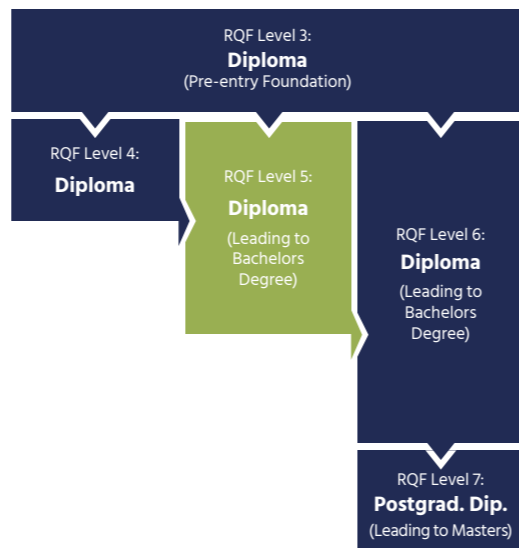 RQF Level 3:
Diploma
(Pre-entry Foundation)
RQF Level 4:
Diploma
RQF Level 5:
Diploma
(Leading to
Bachelors
Degree)
RQF Level 6:
Diploma
(Leading to
Bachelors
Degree)
RQF Level 7:
Postgrad. Dip.
(Leading to Masters)